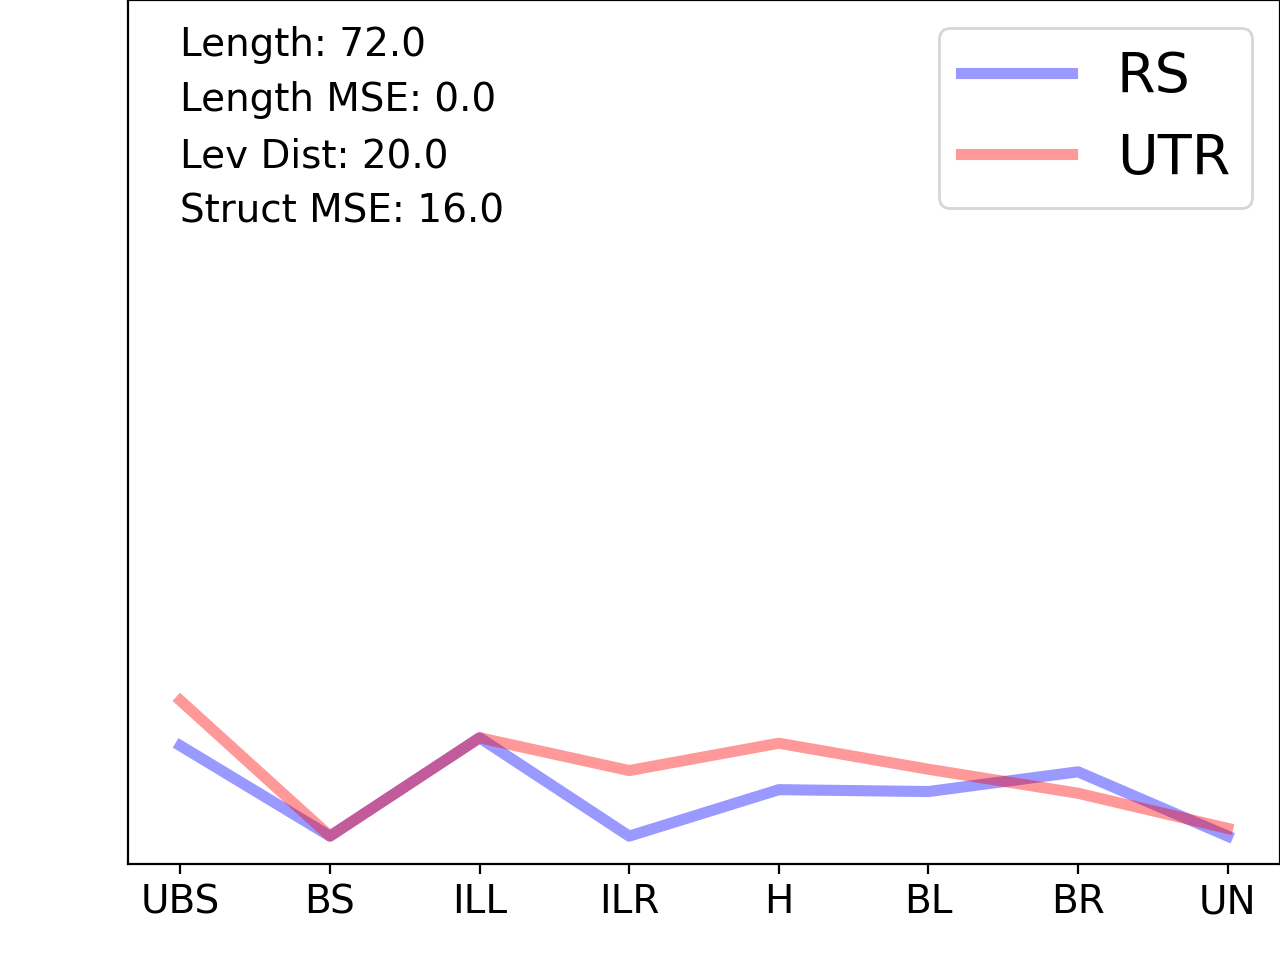 Length: 72.0
Length MSE: 0.0
Lev Dist: 20.0
Struct MSE: 16.0
RS
UTR
UBS BS ILL ILR H BL BR UN